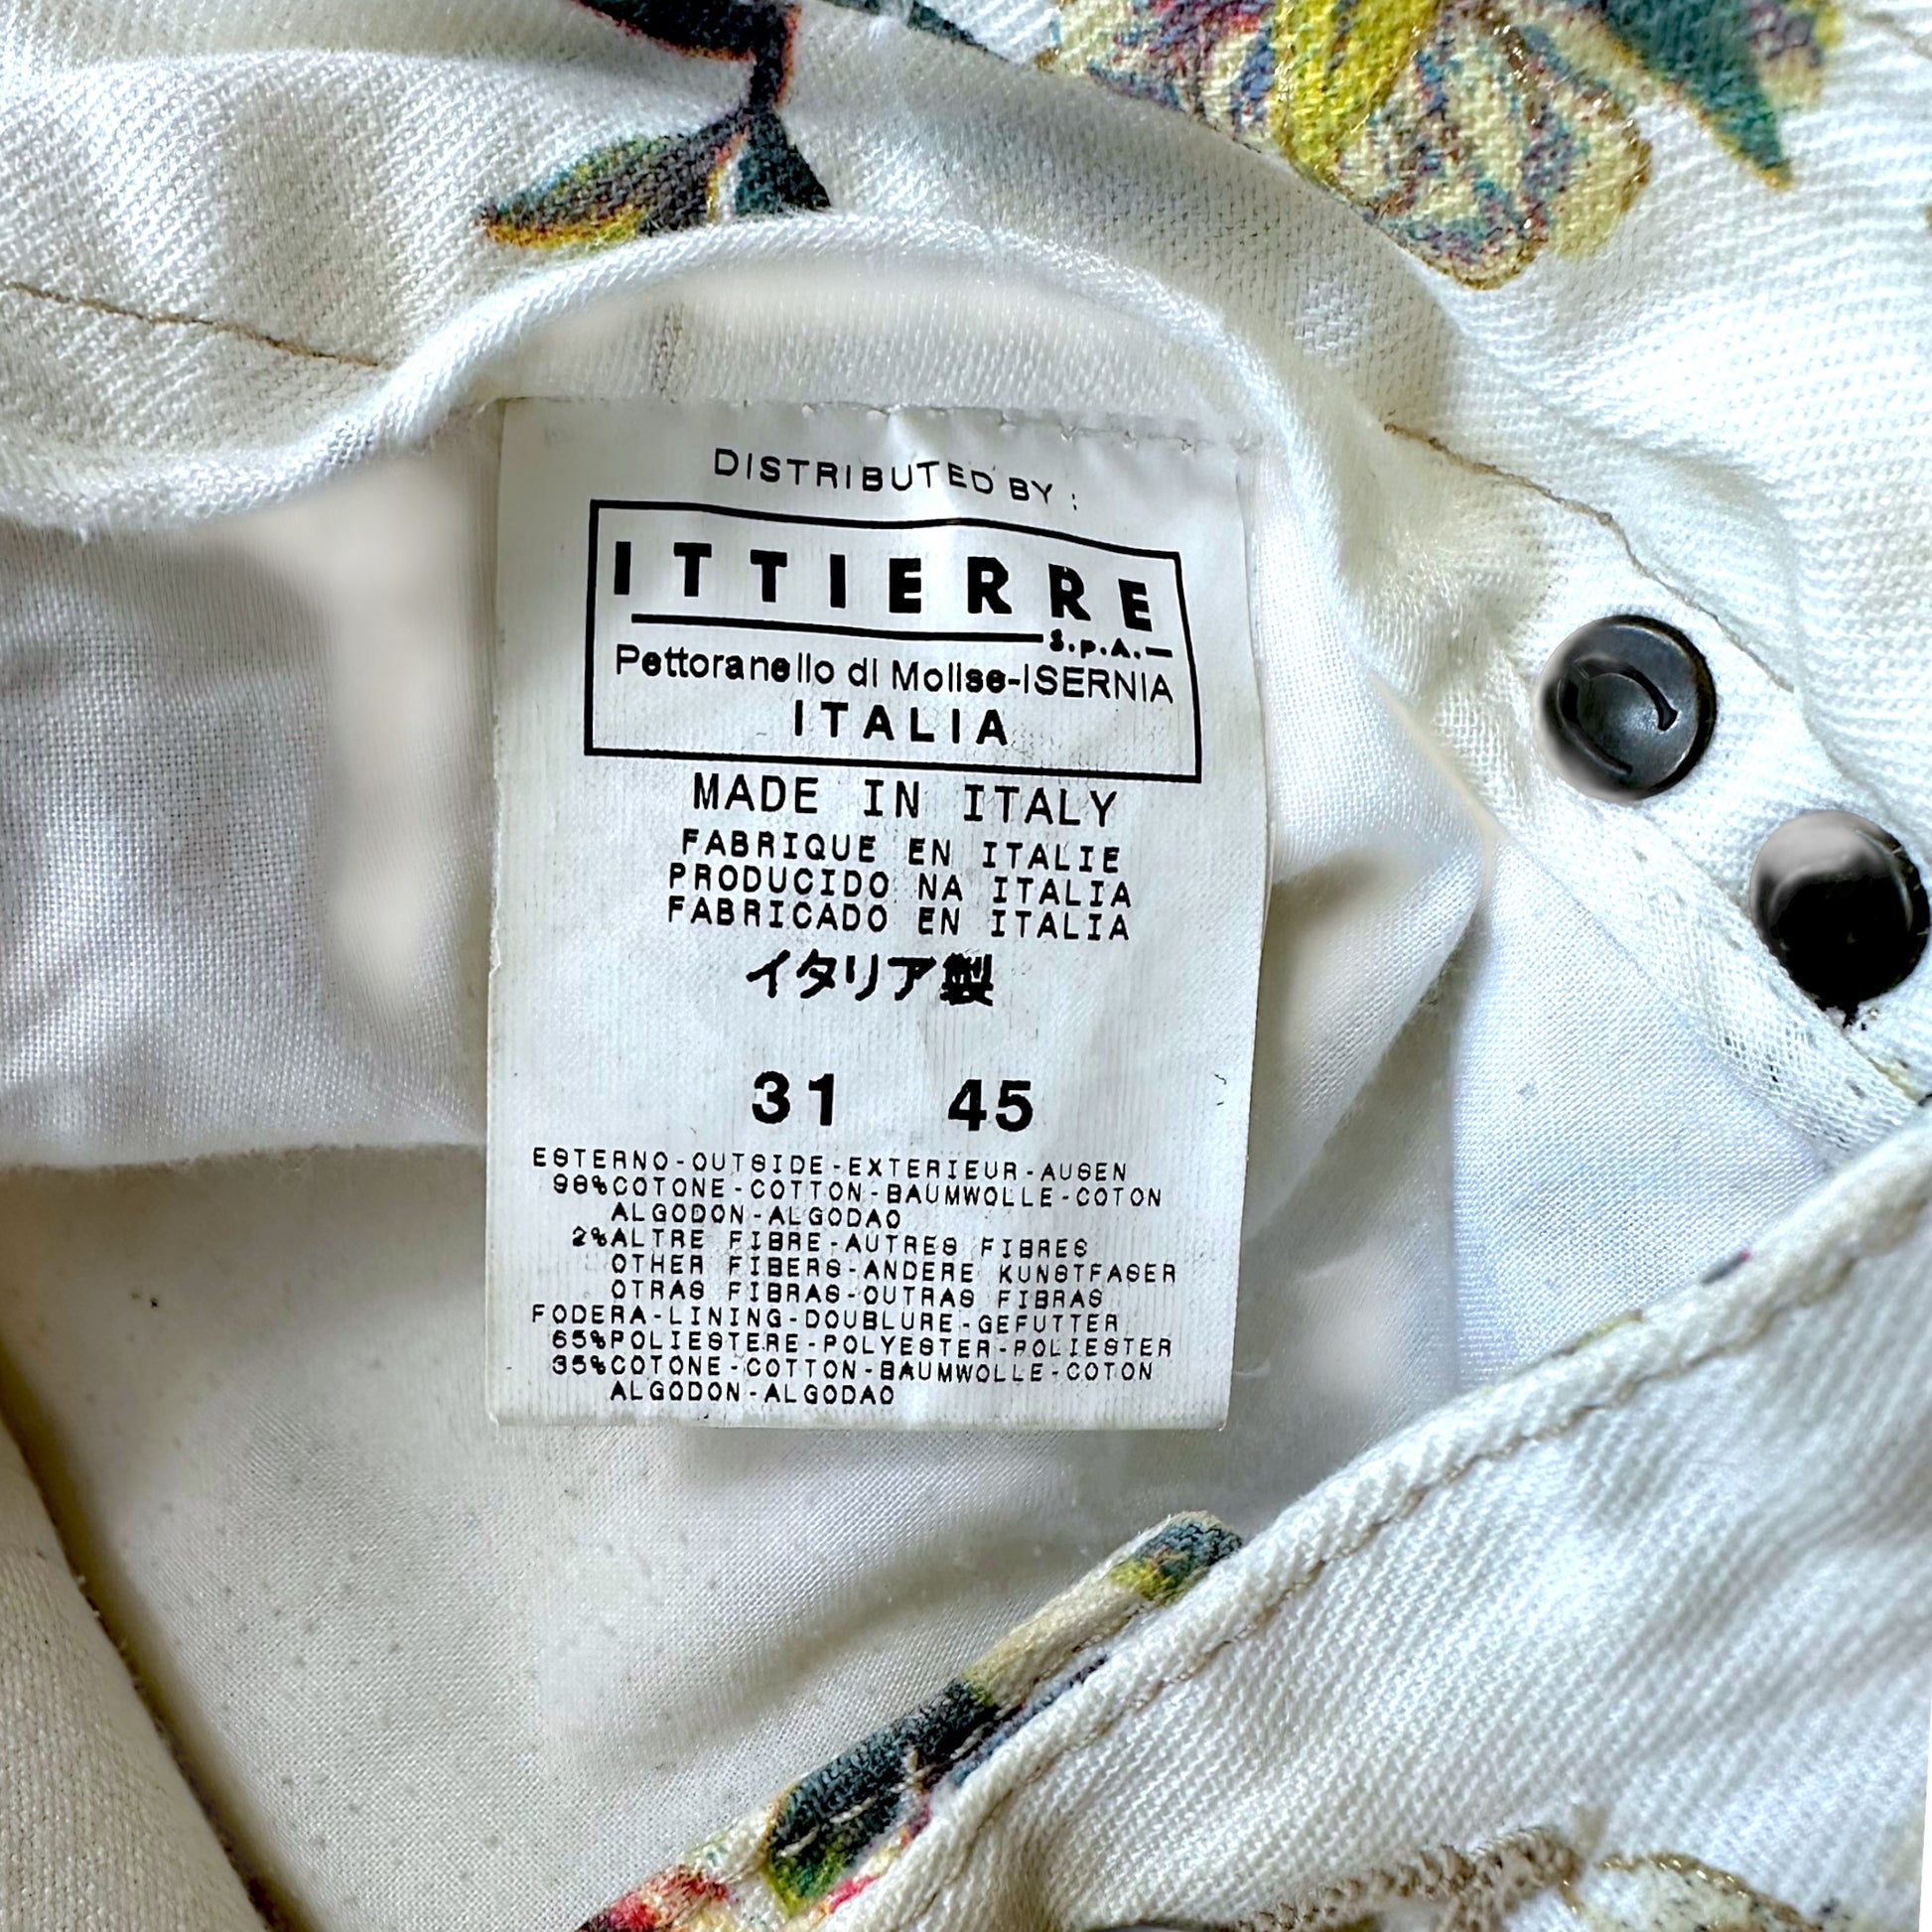 DISTRIBUTED BY :
ITTIERRE
S.p.A.
Pettoranello di Molise-ISERNIA
ITALIA
MADE IN ITALY
FABRIQUE EN ITALIE
PRODUCIDO NA ITALIA
FABRICADO EN ITALIA
イタリア製
31 45
ESTERNO-OUTSIDE-EXTERIEUR-AUSEN
98%COTONE-COTTON-BAUMWOLLE-COTON
ALGODON-ALGODAO
2%ALTRE FIBRE-AUTRES FIBRES
OTHER FIBERS-ANDERE KUNSTFASER
OTRAS FIBRAS-OUTRAS FIBRAS
FODERA-LINING-DOUBLURE-GEFUTTER
65%POLIESTERE-POLYESTER-POLIESTER
35%COTONE-COTTON-BAUMWOLLE-COTON
ALGODON-ALGODAO